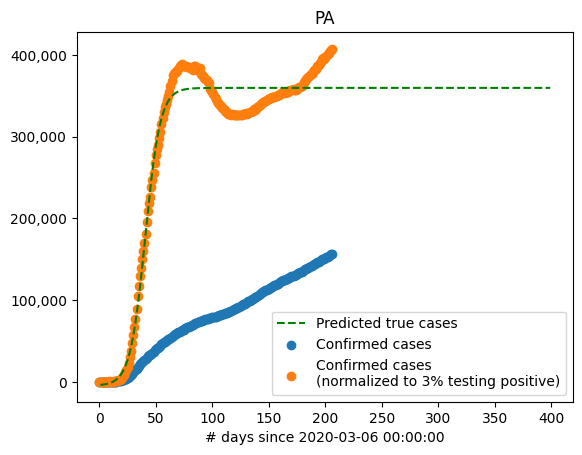 PA
400,000
300,000
200,000
100,000
0
0 50 100 150 200 250 300 350 400
# days since 2020-03-06 00:00:00
Predicted true cases
Confirmed cases
Confirmed cases
(normalized to 3% testing positive)